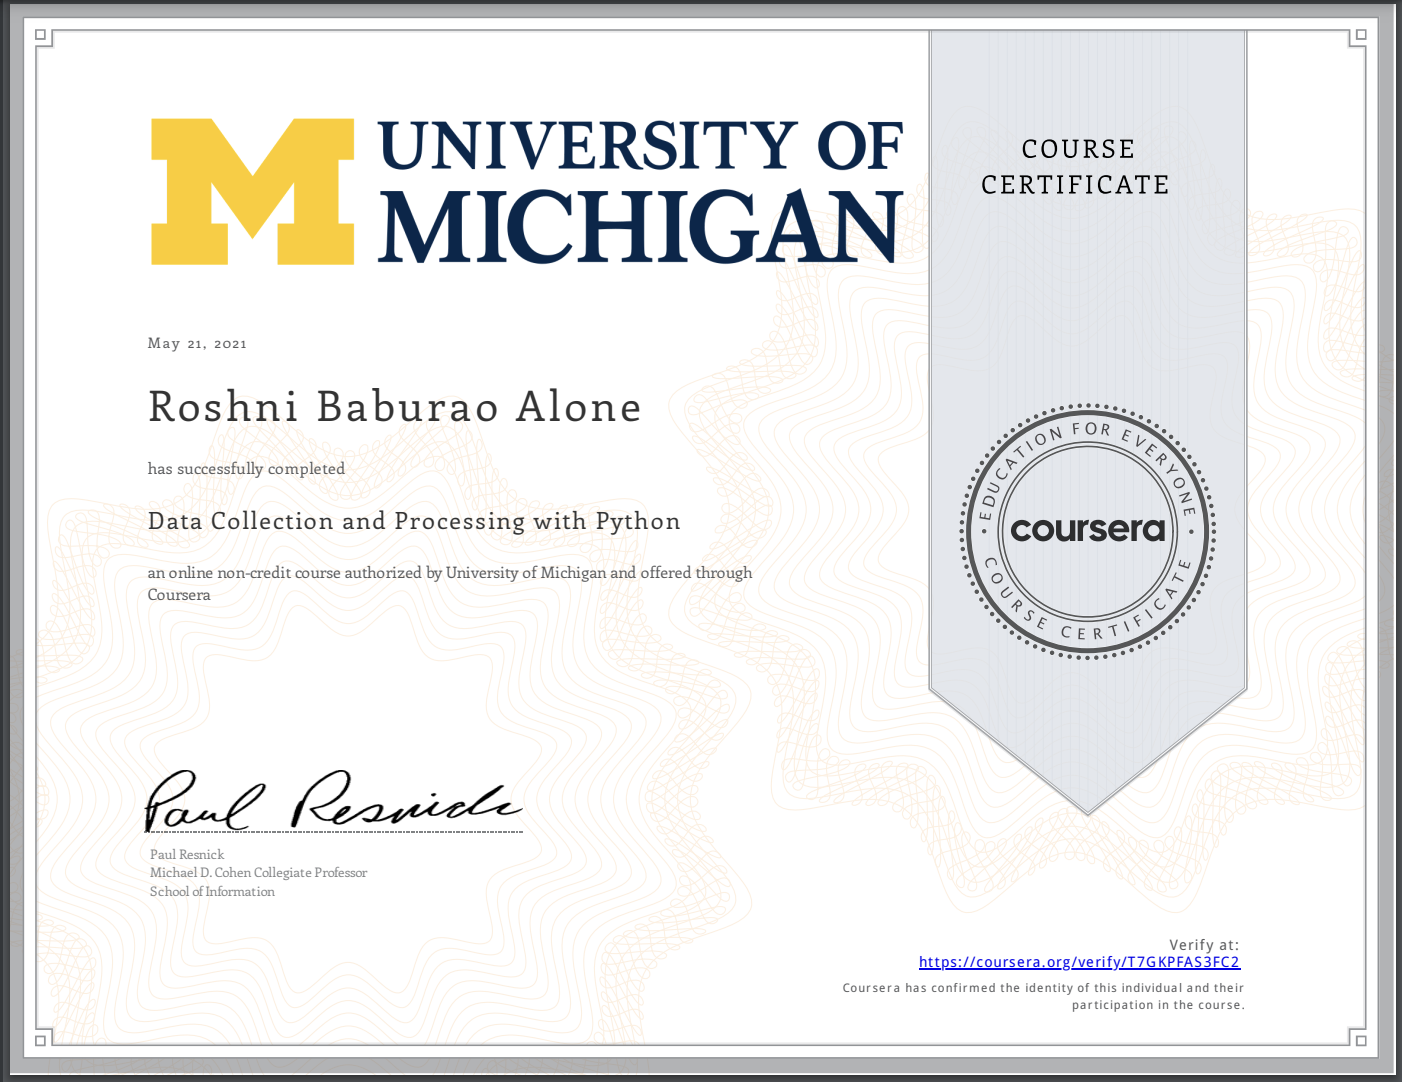 UNIVERSITY OF
MICHIGAN
COURSE
CERTIFICATE
May 21, 2021
Roshni Baburao Alone
has successfully completed
Data Collection and Processing with Python
an online non-credit course authorized by University of Michigan and offered through
Coursera
EDUCATION FOR EVERYONE
coursera
COURSE CERTIFICATE
Paul Resnick
Paul Resnick
Michael D. Cohen Collegiate Professor
School of Information
Verify at:
https://coursera.org/verify/T7GKPFAS3FC2
Coursera has confirmed the identity of this individual and their
participation in the course.